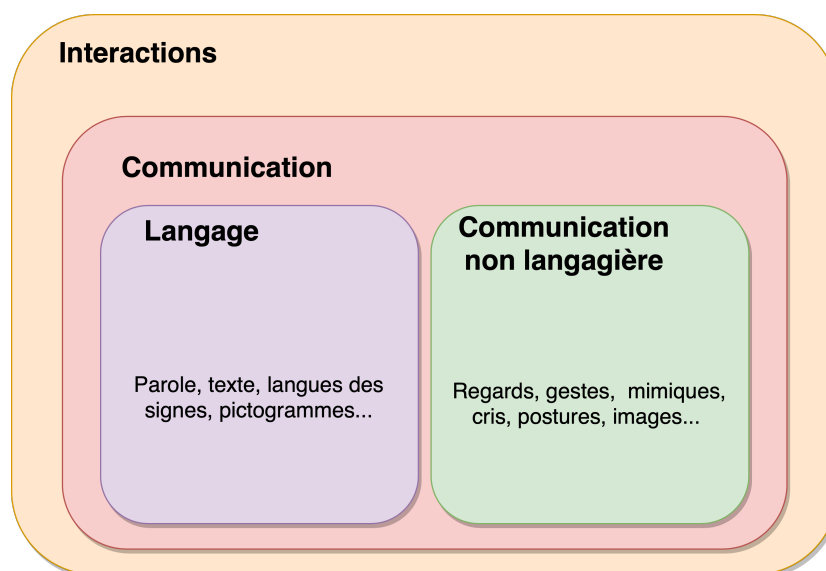 Interactions
Communication
Langage
Communication
non langagière
Parole, texte, langues des
signes, pictogrammes...
Regards, gestes, mimiques,
cris, postures, images...